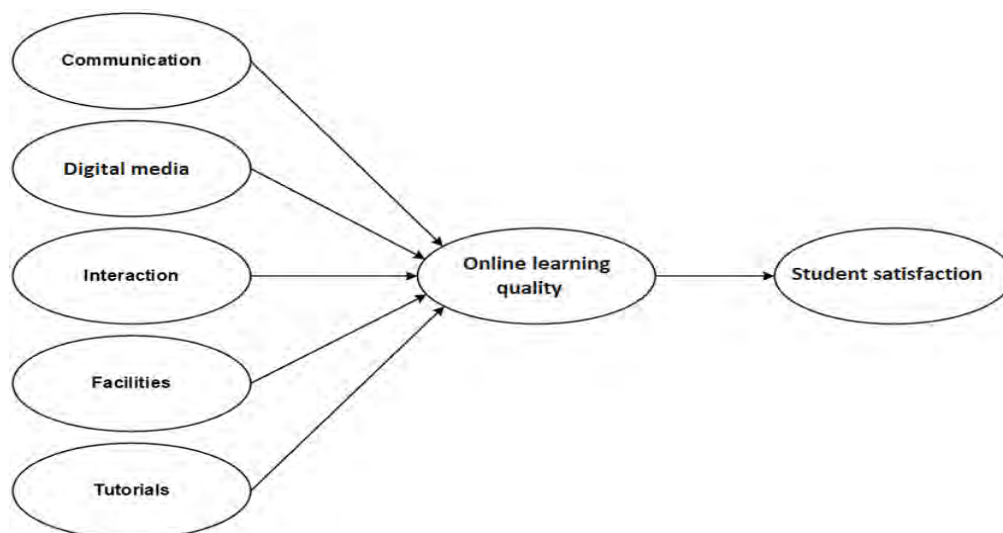 Communication
Digital media
Interaction
Facilities
Tutorials
Online learning
quality
Student satisfaction